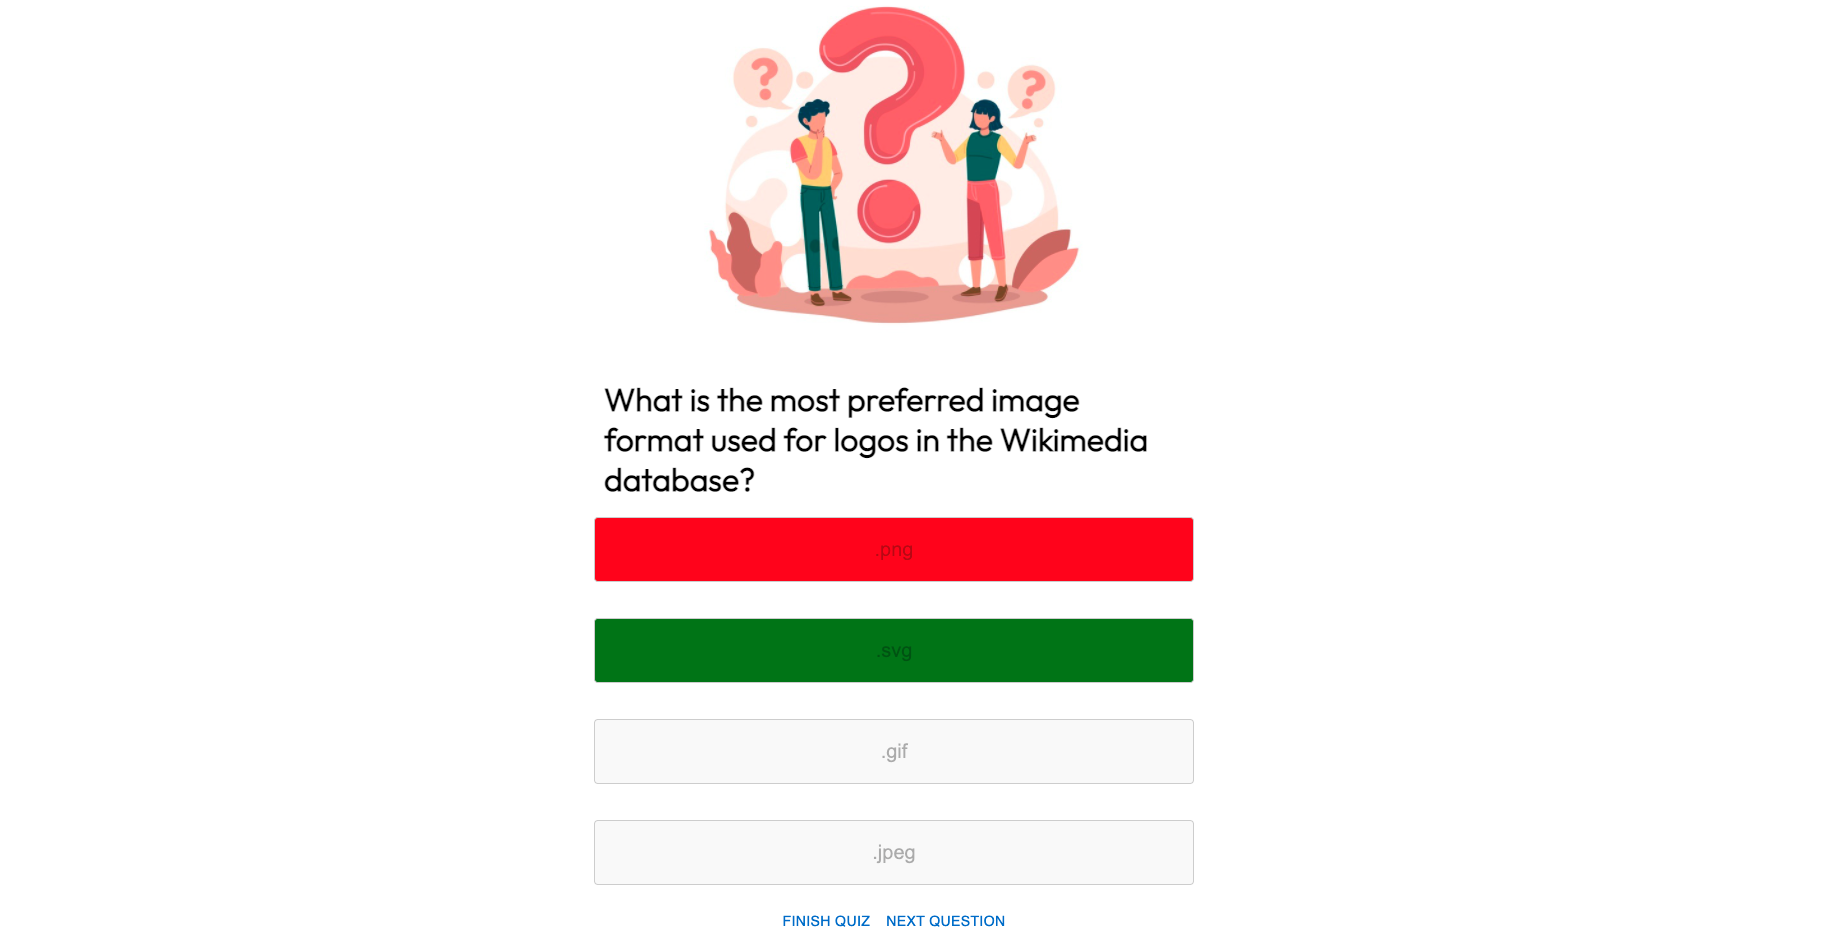 ?
?
?
What is the most preferred image
format used for logos in the Wikimedia
database?
.png
.svg
.gif
.jpeg
FINISH QUIZ NEXT QUESTION